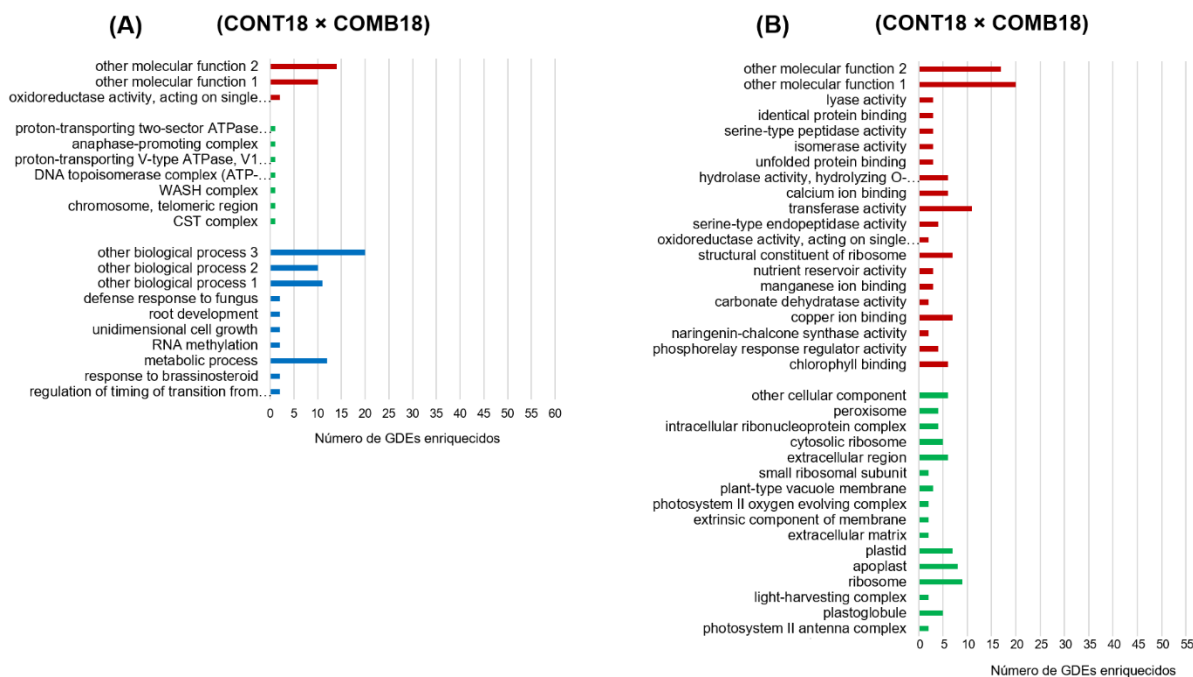 (A) (CONT18 × COMB18)
other molecular function 2
other molecular function 1
oxidoreductase activity, acting on single…
proton-transporting two-sector ATPase…
anaphase-promoting complex
proton-transporting V-type ATPase, V1…
DNA topoisomerase complex (ATP-…
WASH complex
chromosome, telomeric region
CST complex
other biological process 3
other biological process 2
other biological process 1
defense response to fungus
root development
unidimensional cell growth
RNA methylation
metabolic process
response to brassinosteroid
regulation of timing of transition from…
0 5 10 15 20 25 30 35 40 45 50 55 60
Número de GDEs enriquecidos
(B) (CONT18 × COMB18)
other molecular function 2
other molecular function 1
lyase activity
identical protein binding
serine-type peptidase activity
isomerase activity
unfolded protein binding
hydrolase activity, hydrolyzing O-…
calcium ion binding
transferase activity
serine-type endopeptidase activity
oxidoreductase activity, acting on single…
structural constituent of ribosome
nutrient reservoir activity
manganese ion binding
carbonate dehydratase activity
copper ion binding
naringenin-chalcone synthase activity
phosphorelay response regulator activity
chlorophyll binding
other cellular component
peroxisome
intracellular ribonucleoprotein complex
cytosolic ribosome
extracellular region
small ribosomal subunit
plant-type vacuole membrane
photosystem II oxygen evolving complex
extrinsic component of membrane
extracellular matrix
plastid
apoplast
ribosome
light-harvesting complex
plastoglobule
photosystem II antenna complex
0 5 10 15 20 25 30 35 40 45 50 55
Número de GDEs enriquecidos